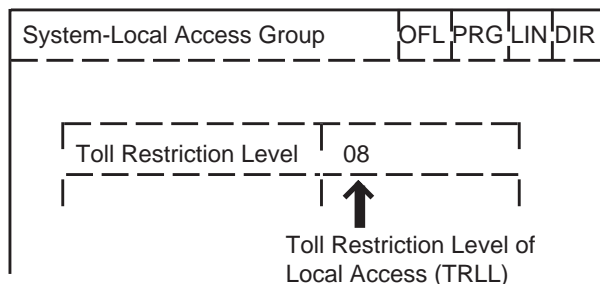 System-Local Access Group OFL PRG LIN DIR
Toll Restriction Level 08
Toll Restriction Level of
Local Access (TRLL)